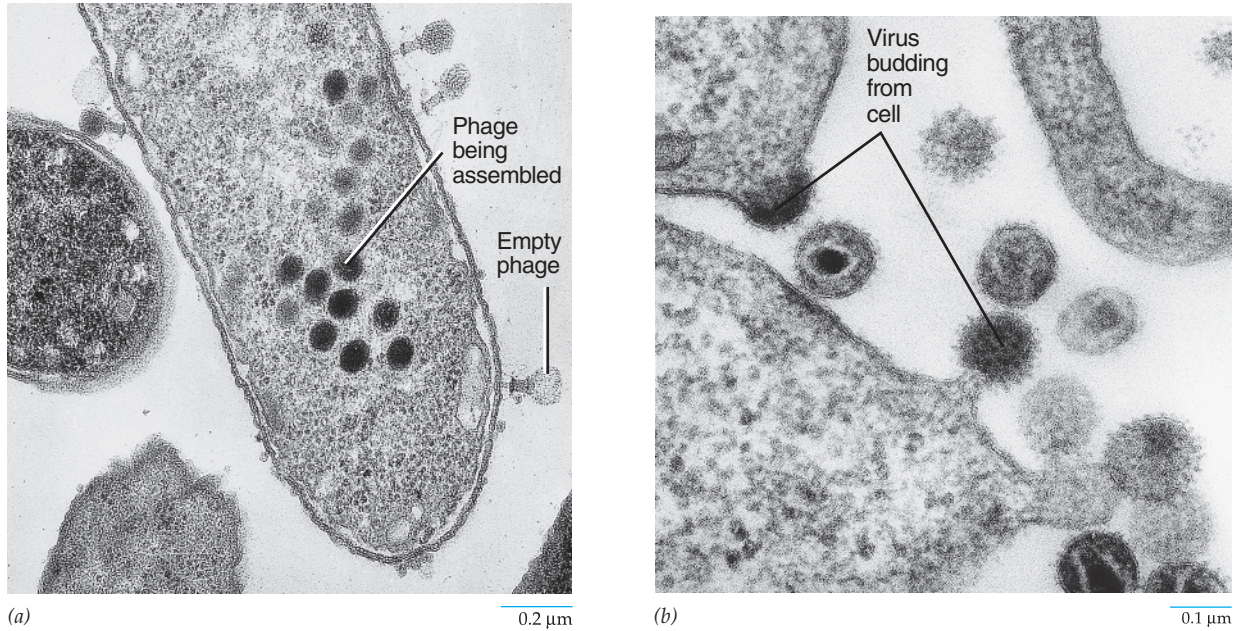 Phage
being
assembled
Empty
phage
(a)
0.2 µm
Virus
budding
from
cell
(b)
0.1 µm